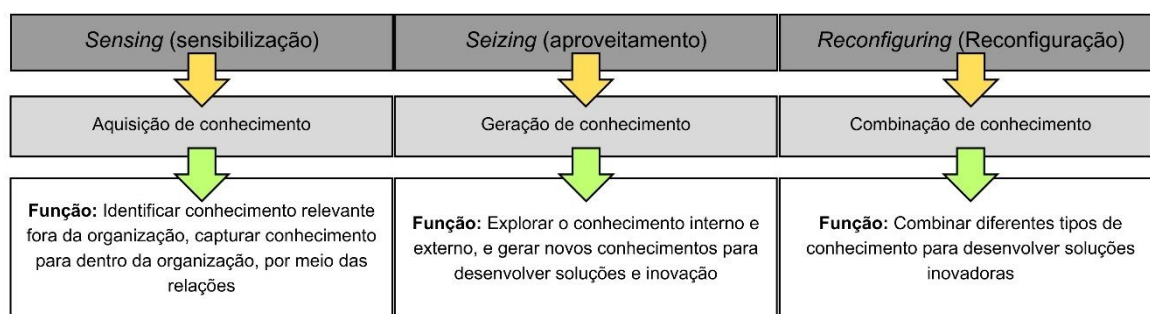 Sensing (sensibilização)
Seizing (aproveitamento)
Reconfiguring (Reconfiguração)
Aquisição de conhecimento
Geração de conhecimento
Combinação de conhecimento
Função: Identificar conhecimento relevante
fora da organização, capturar conhecimento
para dentro da organização, por meio das
relações
Função: Explorar o conhecimento interno e
externo, e gerar novos conhecimentos para
desenvolver soluções e inovação
Função: Combinar diferentes tipos de
conhecimento para desenvolver soluções
inovadoras